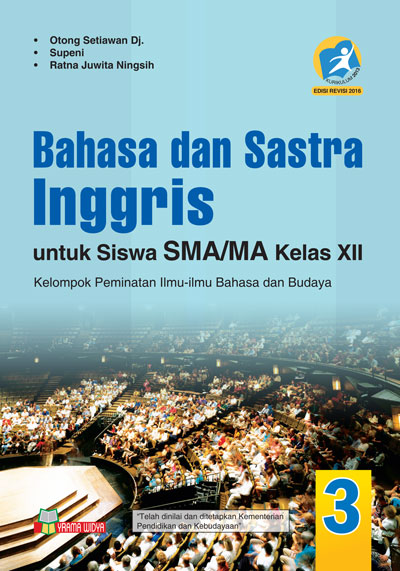 • Otong Setiawan Dj.
• Supeni
• Ratna Juwita Ningsih
KURIKULUM 2013
EDISI REVISI 2016
Bahasa dan Sastra
Inggris
untuk Siswa SMA/MA Kelas XII
Kelompok Peminatan Ilmu-ilmu Bahasa dan Budaya
YRAMA WIDYA
"Telah dinilai dan ditetapkan Kementerian
Pendidikan dan Kebudayaan"
3